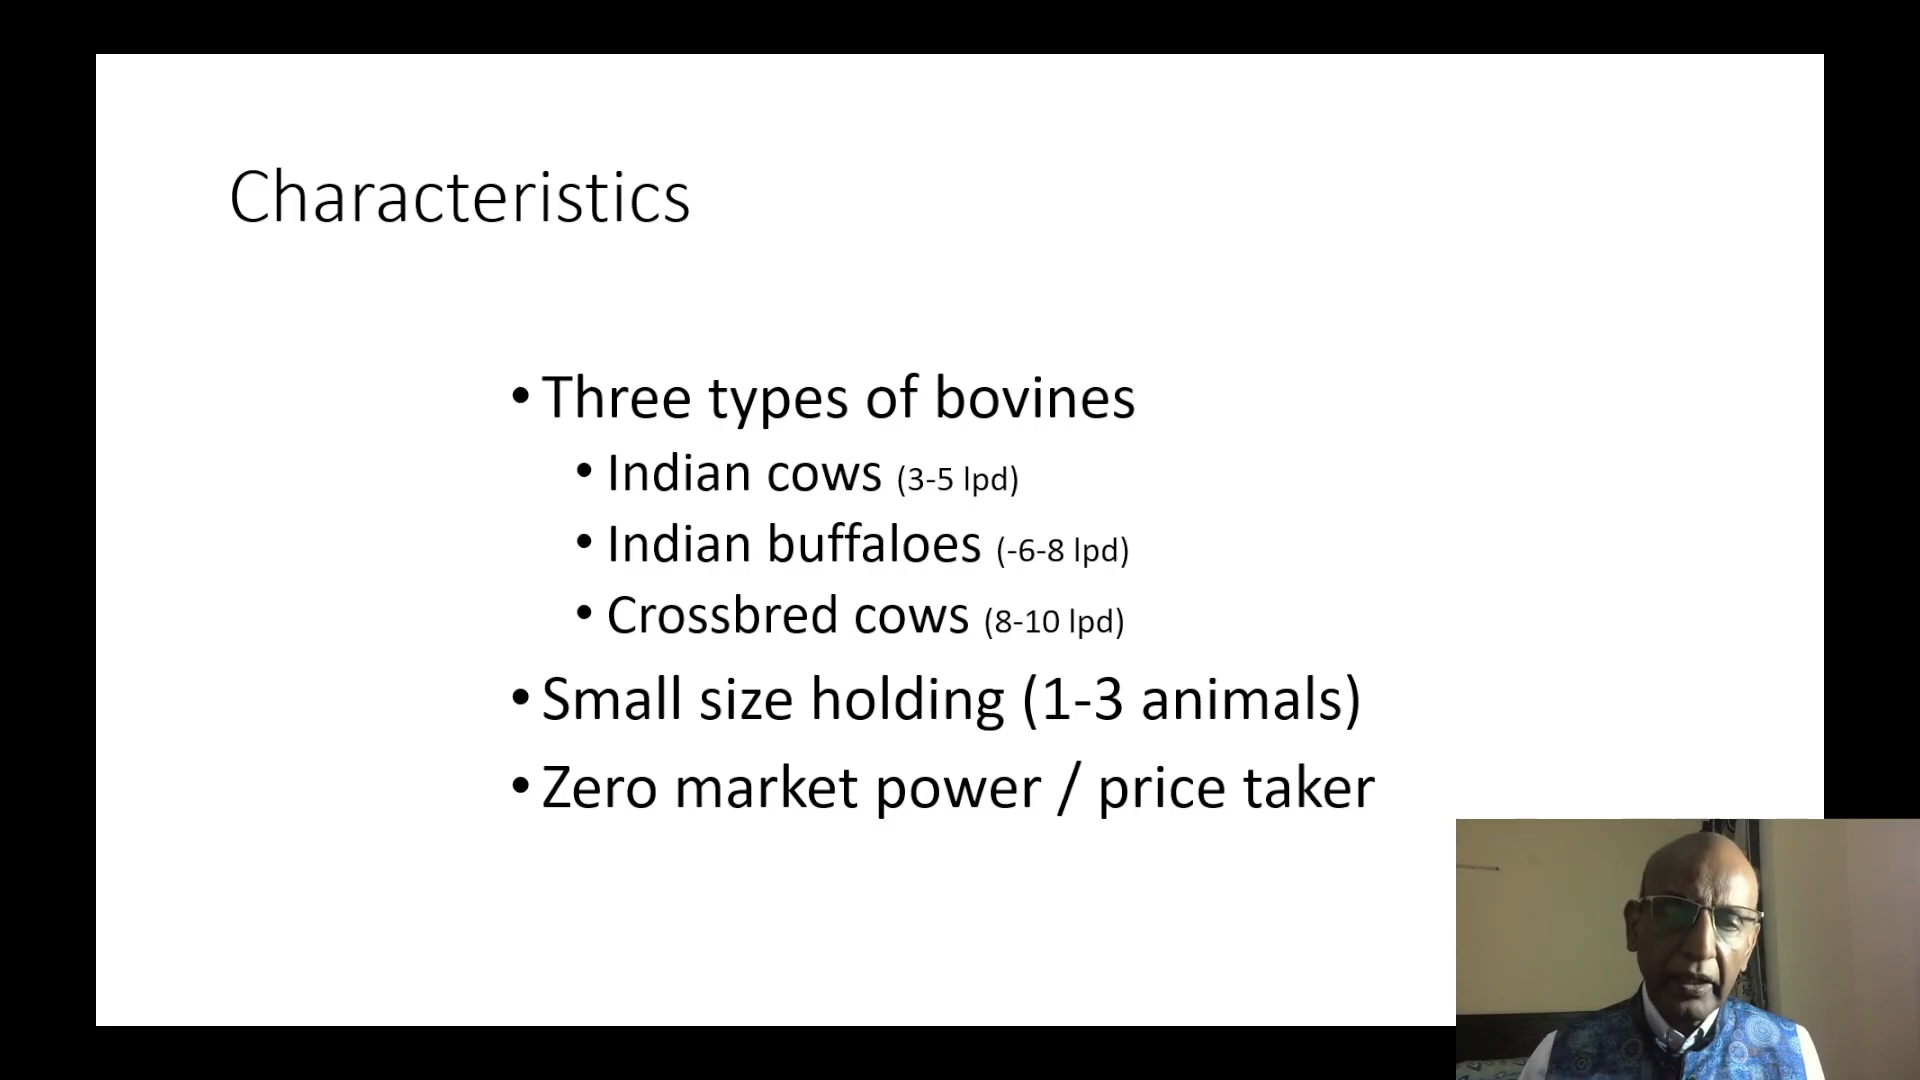 Characteristics
• Three types of bovines
• Indian cows (3-5 lpd)
• Indian buffaloes (-6-8 lpd)
• Crossbred cows (8-10 lpd)
• Small size holding (1-3 animals)
• Zero market power / price taker